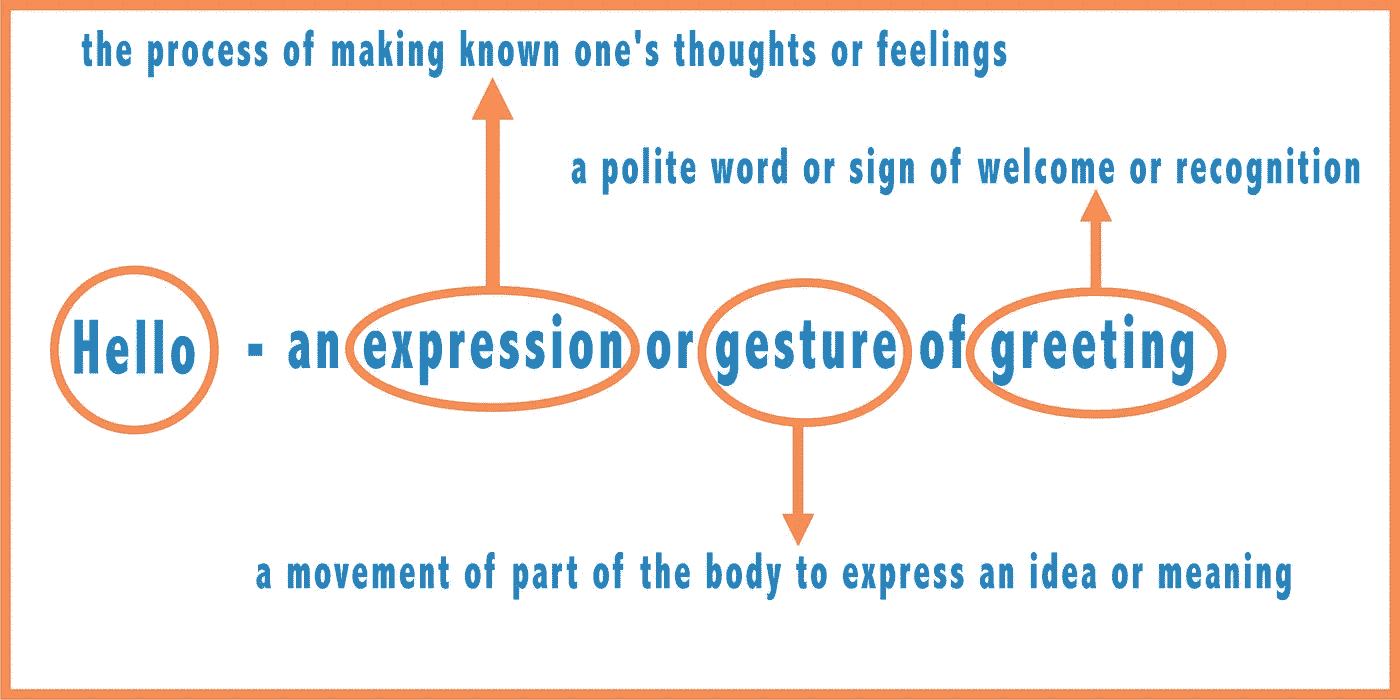 the process of making known one's thoughts or feelings
a polite word or sign of welcome or recognition
Hello - an expression or gesture of greeting
a movement of part of the body to express an idea or meaning